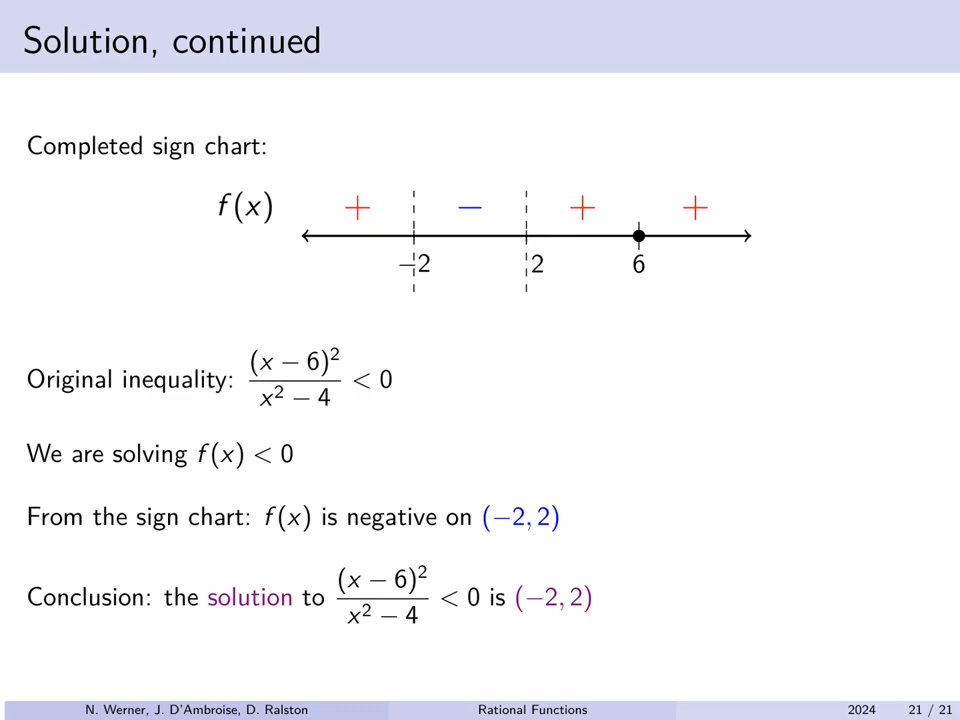 Solution, continued
Completed sign chart:
f(x) + − + +
−2 2 6
Original inequality: (x − 6)² / (x² − 4) < 0
We are solving f(x) < 0
From the sign chart: f(x) is negative on (−2, 2)
Conclusion: the solution to (x − 6)² / (x² − 4) < 0 is (−2, 2)
N. Werner, J. D'Ambroise, D. Ralston Rational Functions 2024 21 / 21